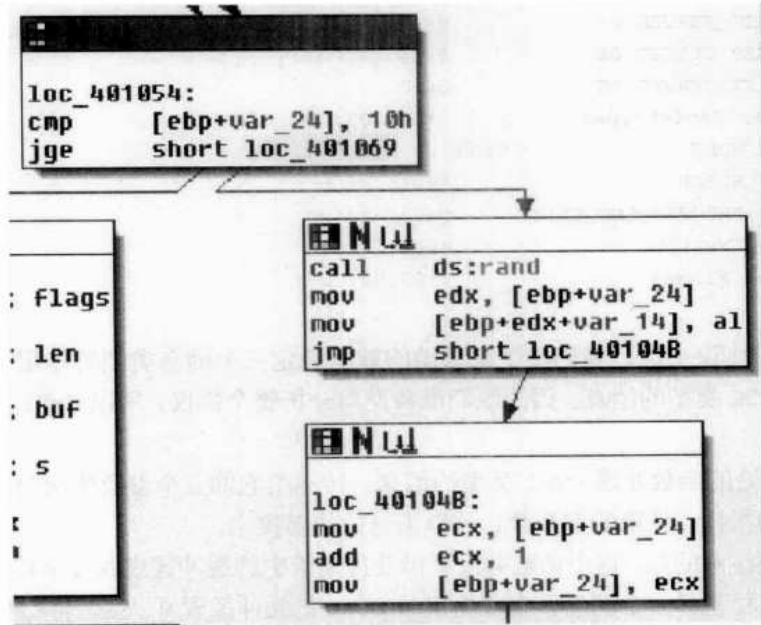 loc_401054:
cmp [ebp+var_24], 10h
jge short loc_401069
; flags
; len
; buf
; s
call ds:rand
mov edx, [ebp+var_24]
mov [ebp+edx+var_14], al
jmp short loc_40104B
loc_40104B:
mov ecx, [ebp+var_24]
add ecx, 1
mov [ebp+var_24], ecx